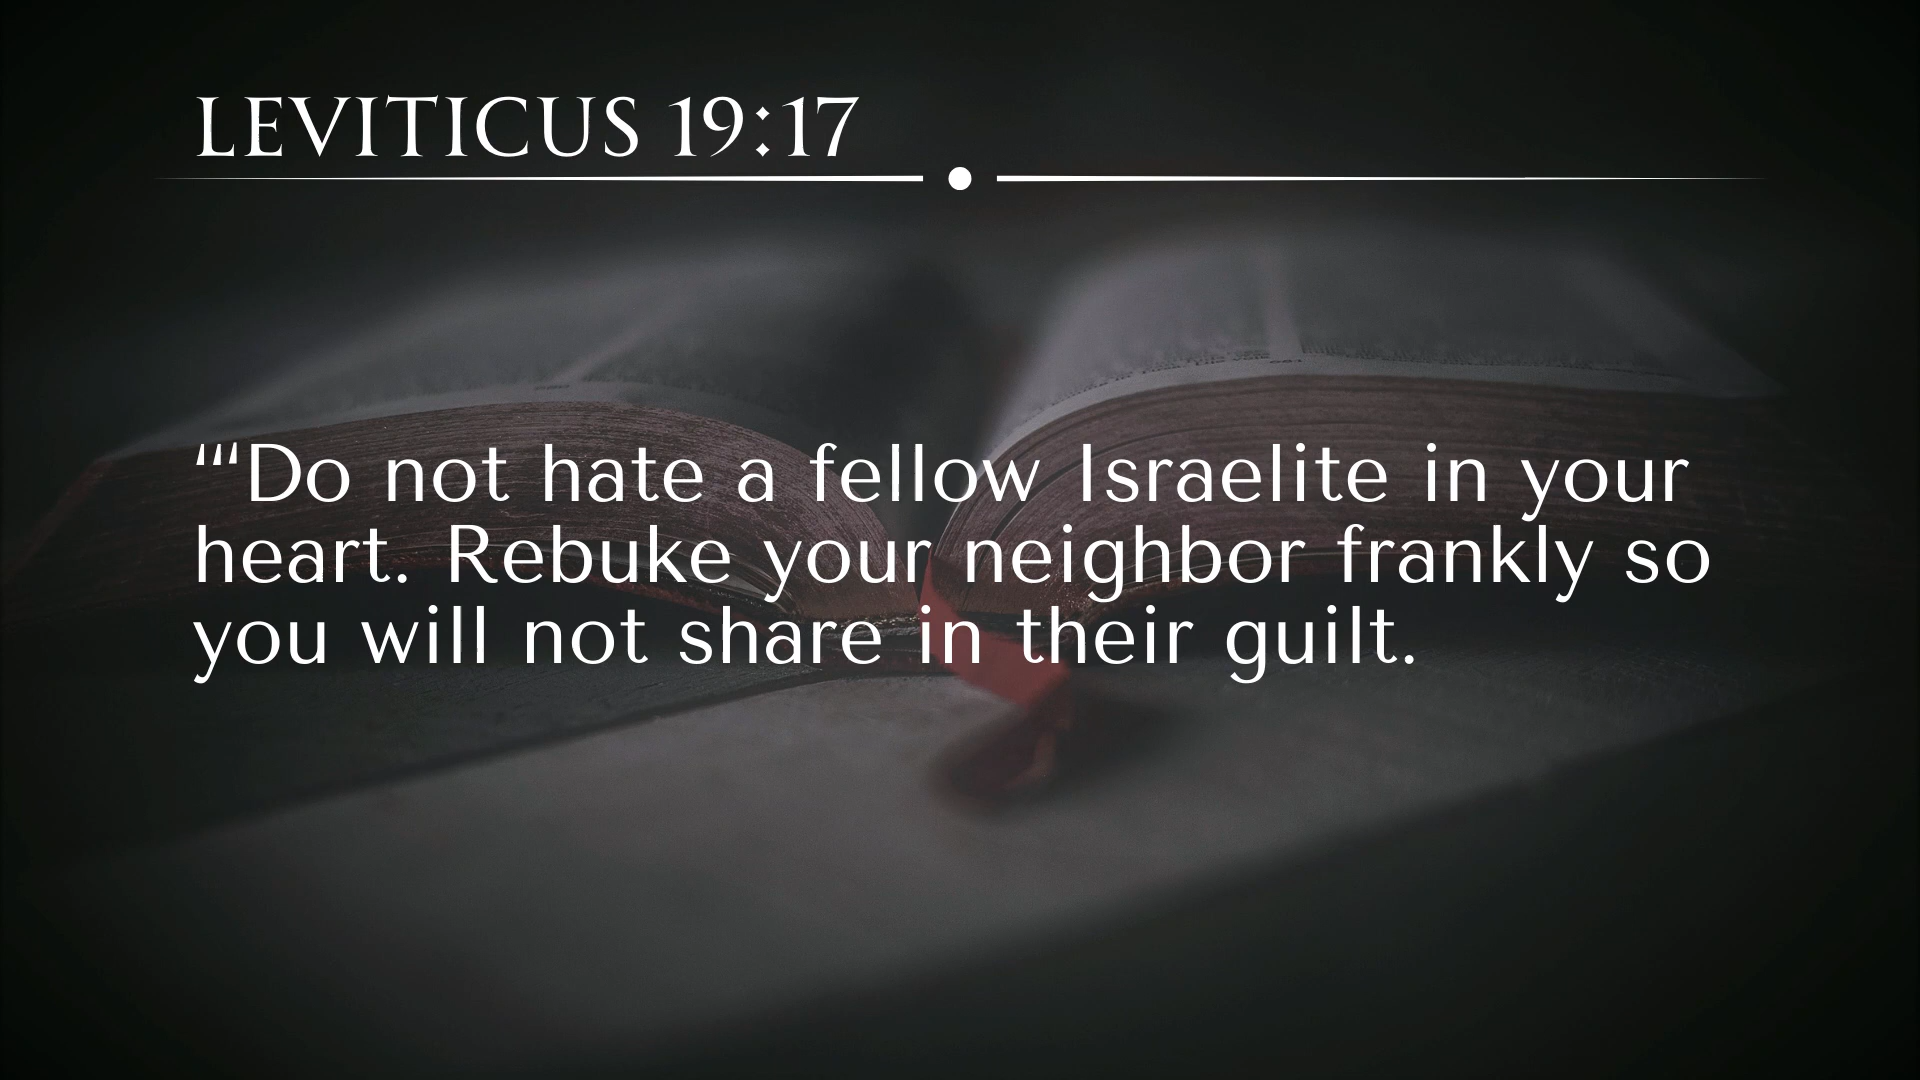 LEVITICUS 19:17
“‘Do not hate a fellow Israelite in your
heart. Rebuke your neighbor frankly so
you will not share in their guilt.